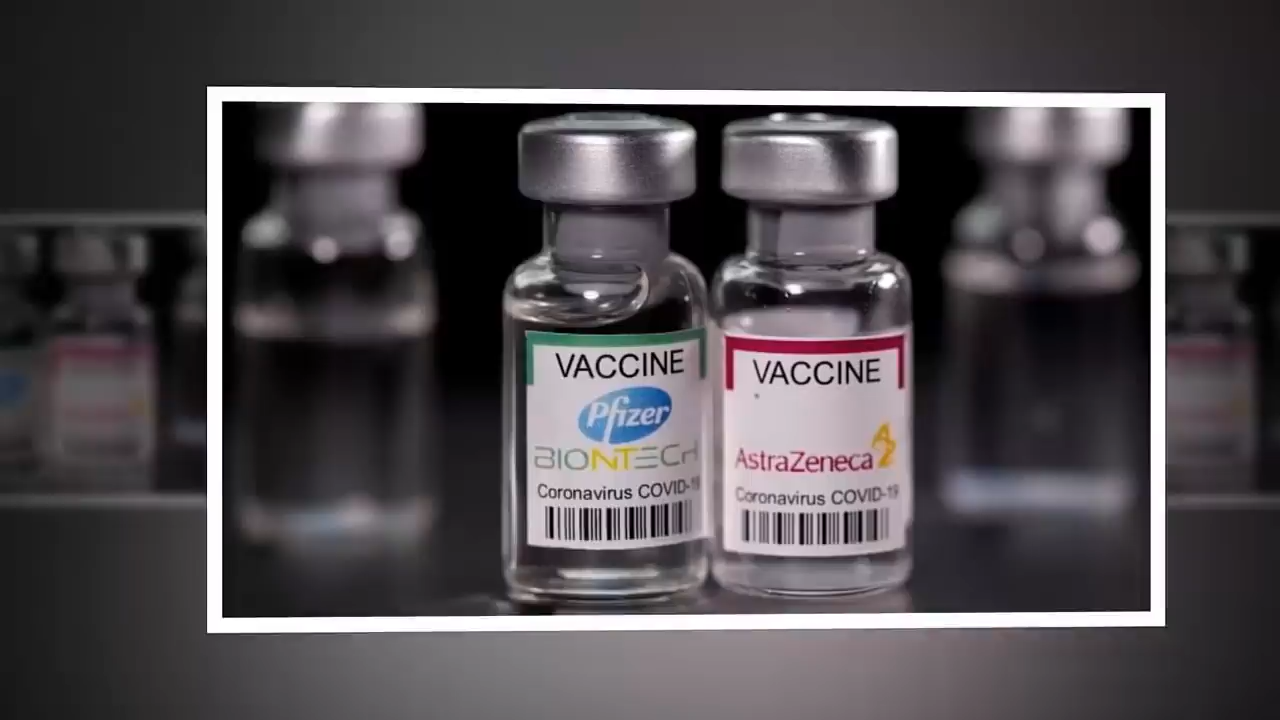 VACCINE
Pfizer
BIONTECH
Coronavirus COVID-19
VACCINE
AstraZeneca
Coronavirus COVID-19